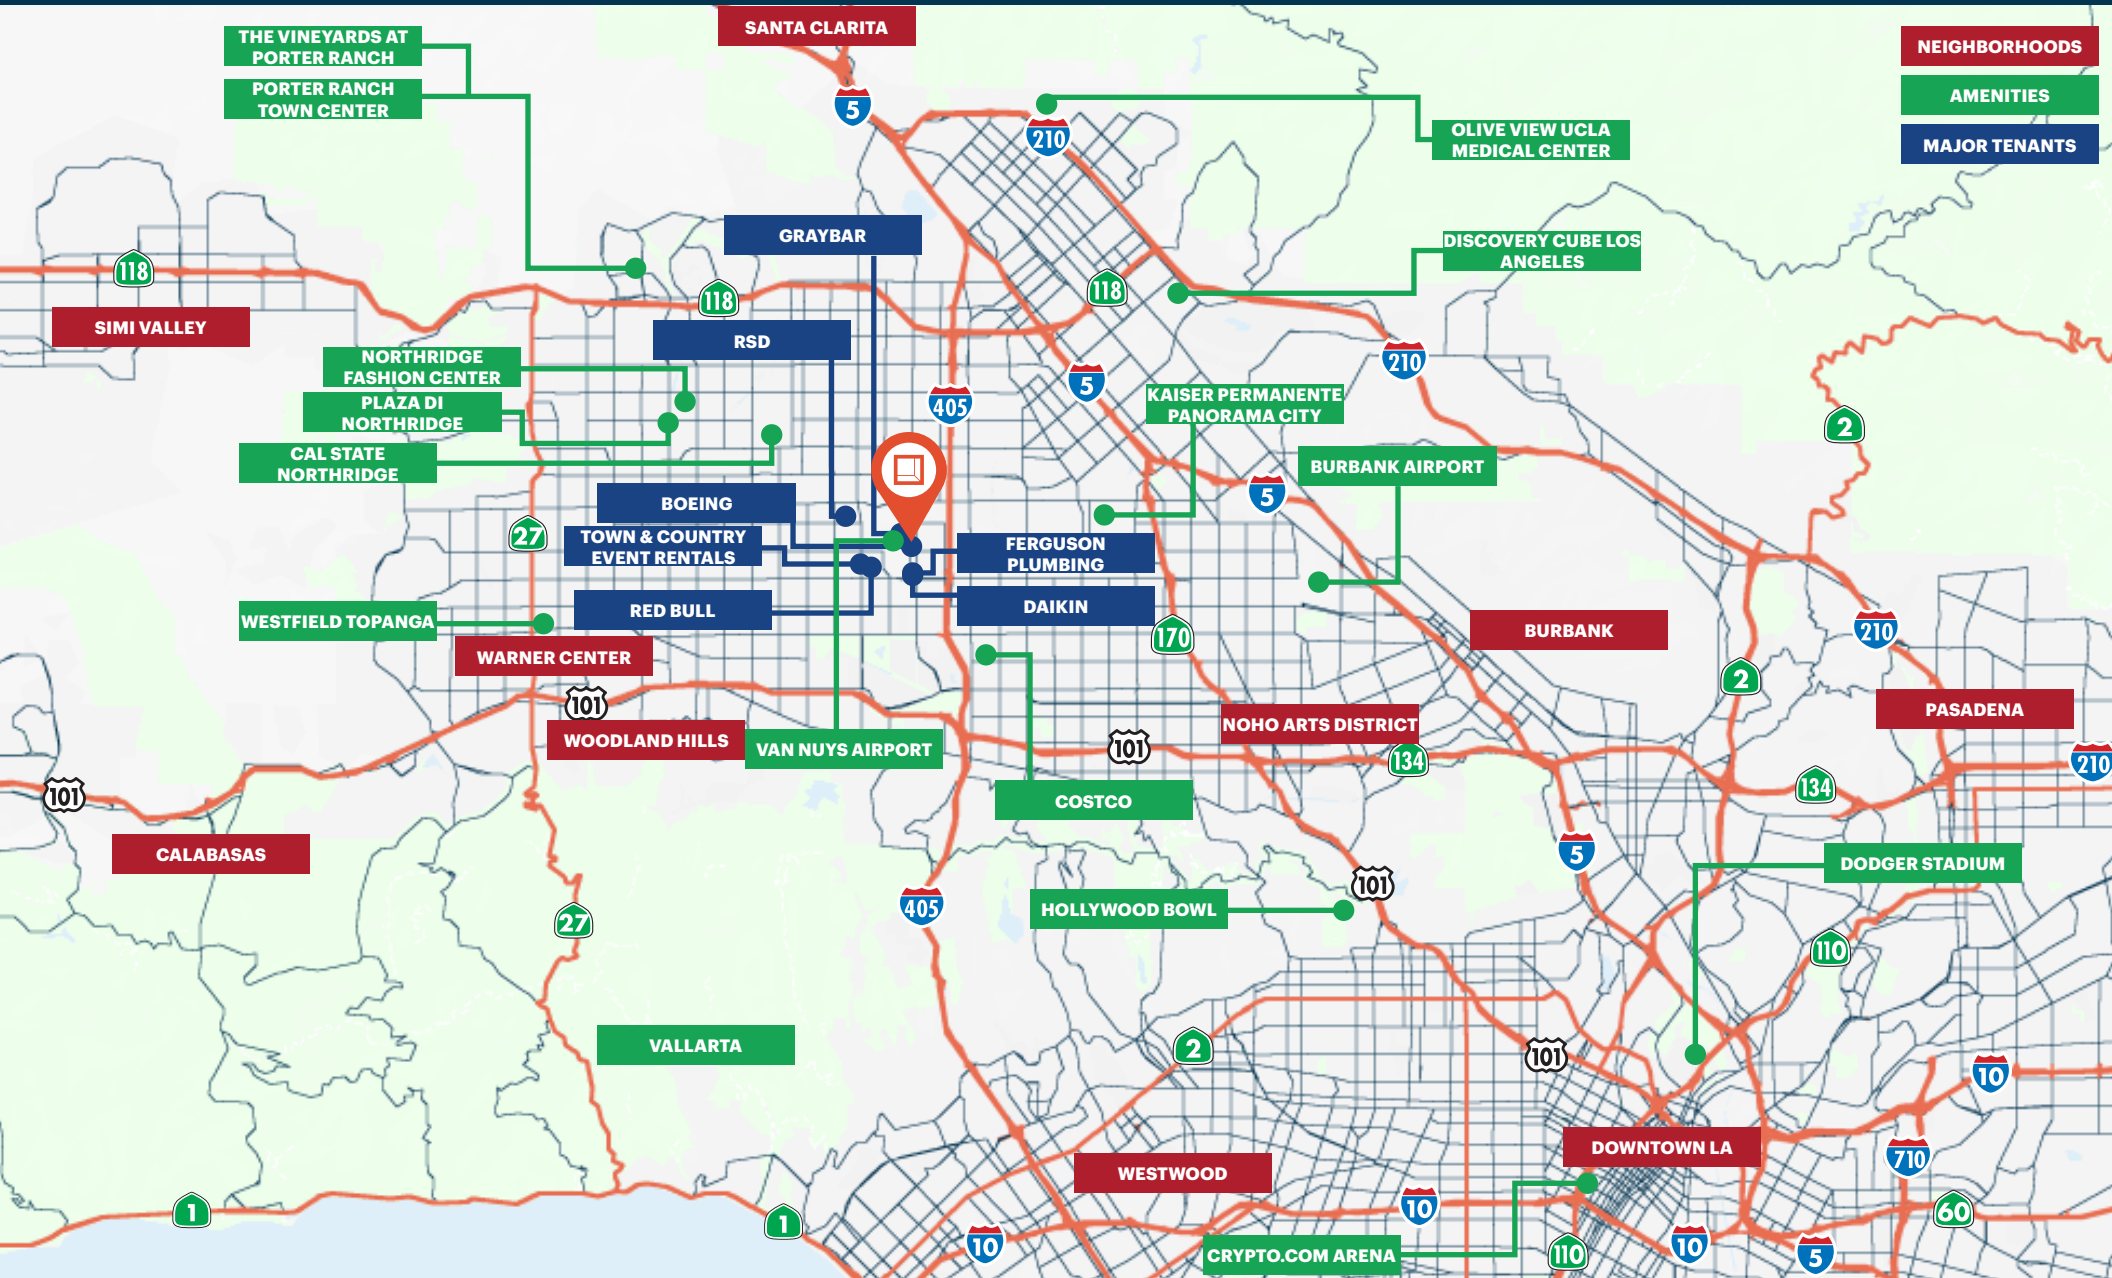 SANTA CLARITA
THE VINEYARDS AT
PORTER RANCH
NEIGHBORHOODS
PORTER RANCH
TOWN CENTER
AMENITIES
5
210
OLIVE VIEW UCLA
MEDICAL CENTER
MAJOR TENANTS
GRAYBAR
DISCOVERY CUBE LOS
ANGELES
118
118
118
SIMI VALLEY
RSD
NORTHRIDGE
FASHION CENTER
210
5
405
KAISER PERMANENTE
PANORAMA CITY
PLAZA DI
NORTHRIDGE
2
CAL STATE
NORTHRIDGE
BURBANK AIRPORT
5
BOEING
27
TOWN & COUNTRY
EVENT RENTALS
FERGUSON
PLUMBING
RED BULL
DAIKIN
WESTFIELD TOPANGA
170
BURBANK
210
WARNER CENTER
2
101
PASADENA
NOHO ARTS DISTRICT
WOODLAND HILLS
VAN NUYS AIRPORT
101
134
210
101
134
COSTCO
CALABASAS
5
DODGER STADIUM
101
405
HOLLYWOOD BOWL
27
110
VALLARTA
2
101
10
DOWNTOWN LA
710
WESTWOOD
1
1
10
60
10
CRYPTO.COM ARENA
110
10
5